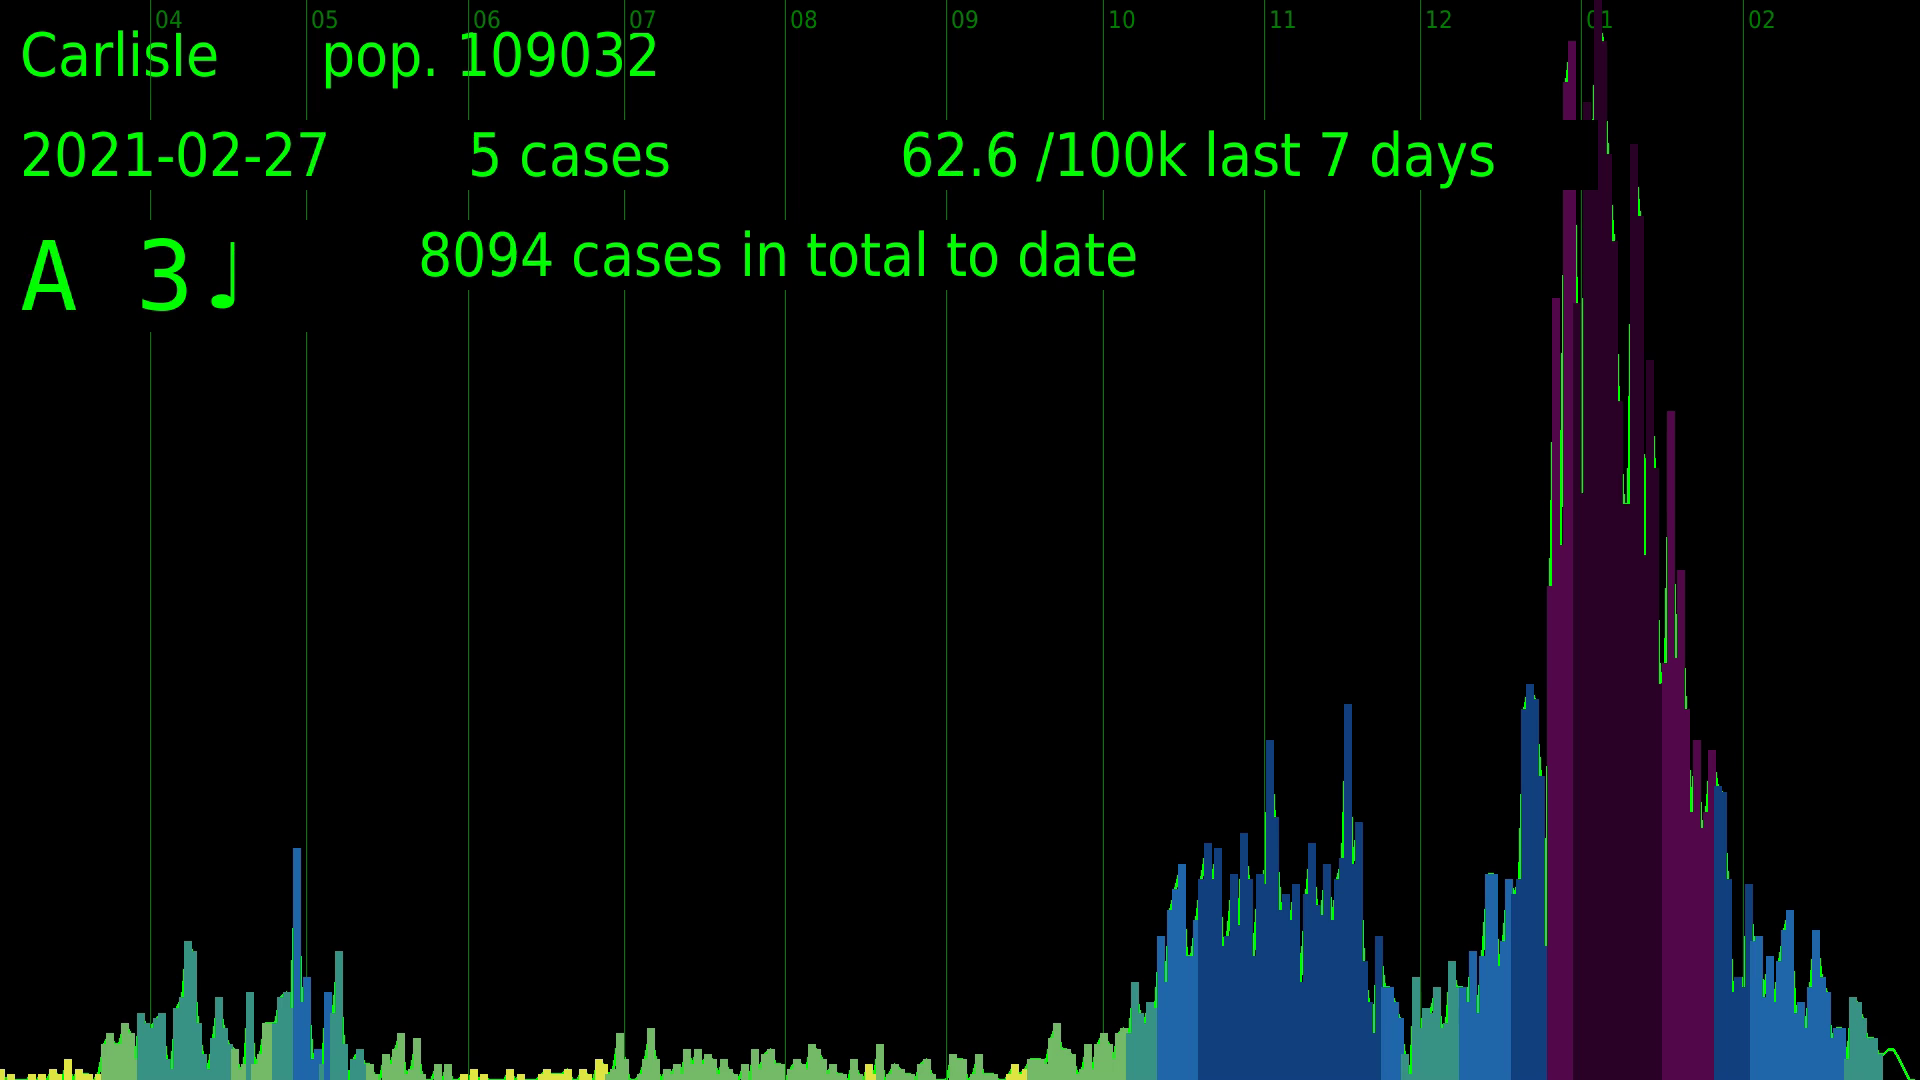 04 05 06 07 08 09 10 11 12 01 02
Carlisle pop. 109032
2021-02-27 5 cases 62.6 /100k last 7 days
A 3♩ 8094 cases in total to date